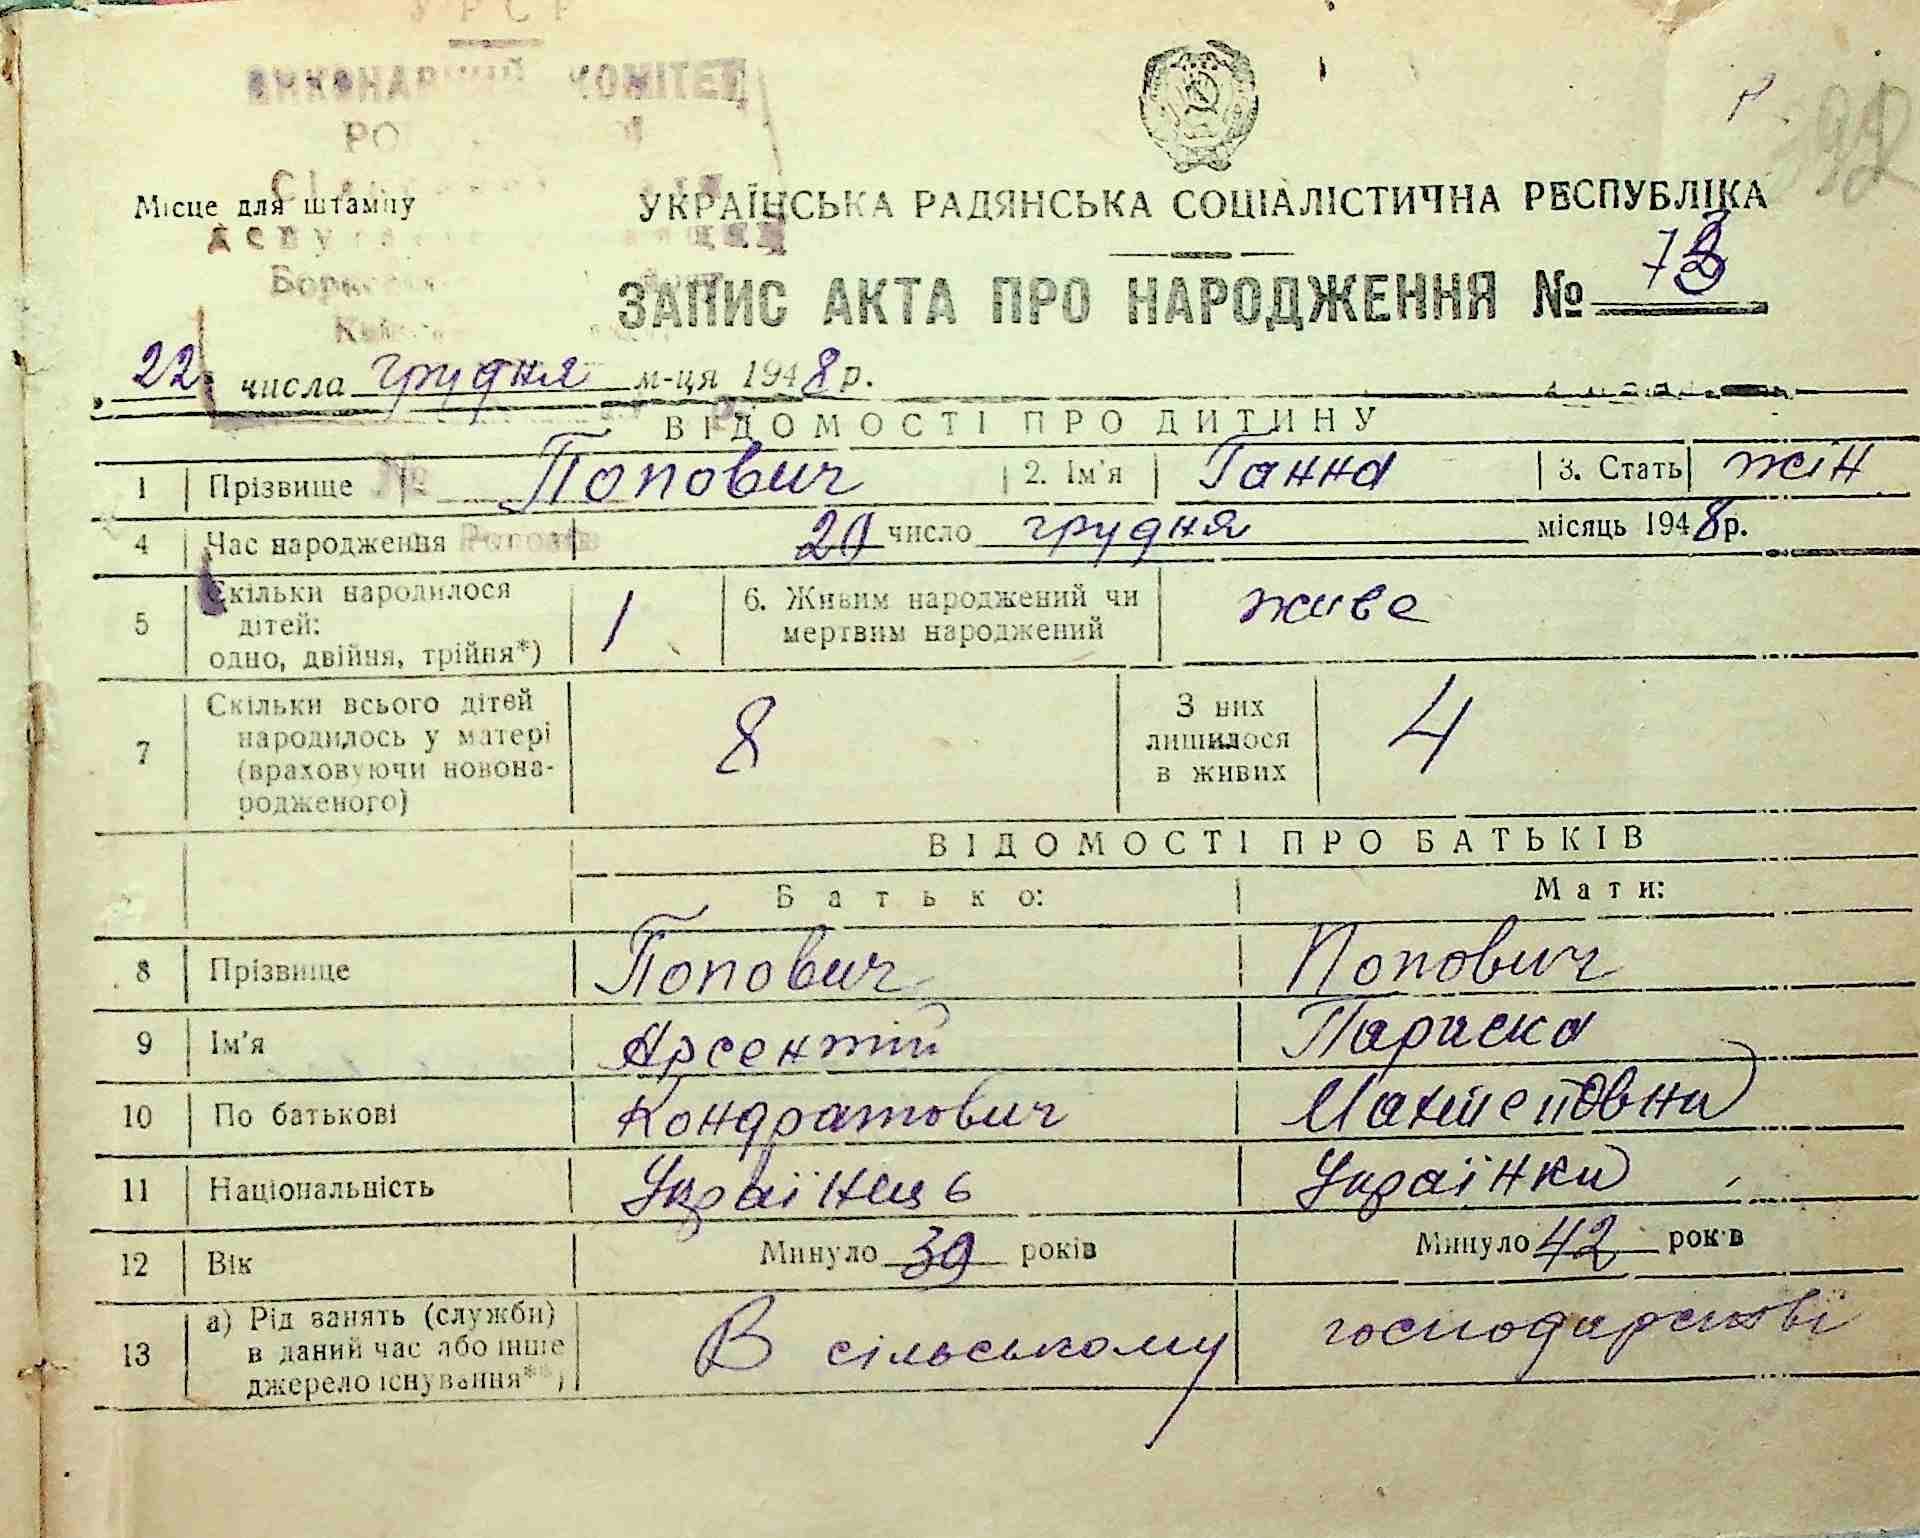 УРСР
ВИКОНАВЧИЙ КОМІТЕТ
Місце для штампу
УКРАЇНСЬКА РАДЯНСЬКА СОЦІАЛІСТИЧНА РЕСПУБЛІКА
ЗАПИС АКТА ПРО НАРОДЖЕННЯ №
22 числа грудня м-ця 1948 р.
ВІДОМОСТІ ПРО ДИТИНУ
1 Прізвище Попович 2. Ім'я Ганна 3. Стать жін
4 Час народження 20 число грудня місяць 1948 р.
5 Скільки народилося дітей: одно, двійня, трійня*) 1 6. Живим народжений чи мертвим народжений живе
7 Скільки всього дітей народилось у матері (враховуючи новонародженого) 8 З них лишилося в живих 4
ВІДОМОСТІ ПРО БАТЬКІВ
Батько: Мати:
8 Прізвище Попович Попович
9 Ім'я Арсентій Параска
10 По батькові Кондратович
11 Національність Українець Українка
12 Вік Минуло 39 років Минуло 42 років
13 а) Рід занять (служби) в даний час або інше джерело існування**) В сільському господарстві